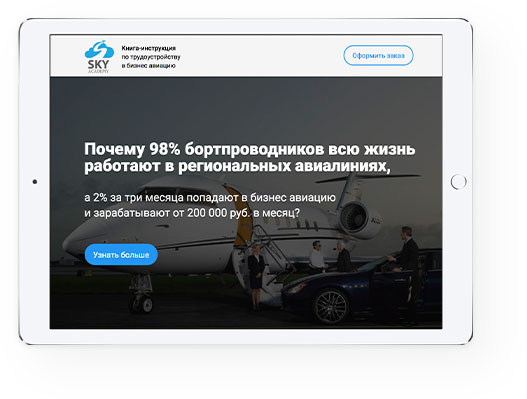 SKY
ACADEMY
Книга-инструкция
по трудоустройству
в бизнес авиацию
Оформить заказ
Почему 98% бортпроводников всю жизнь
работают в региональных авиалиниях,
а 2% за три месяца попадают в бизнес авиацию
и зарабатывают от 200 000 руб. в месяц?
Узнать больше